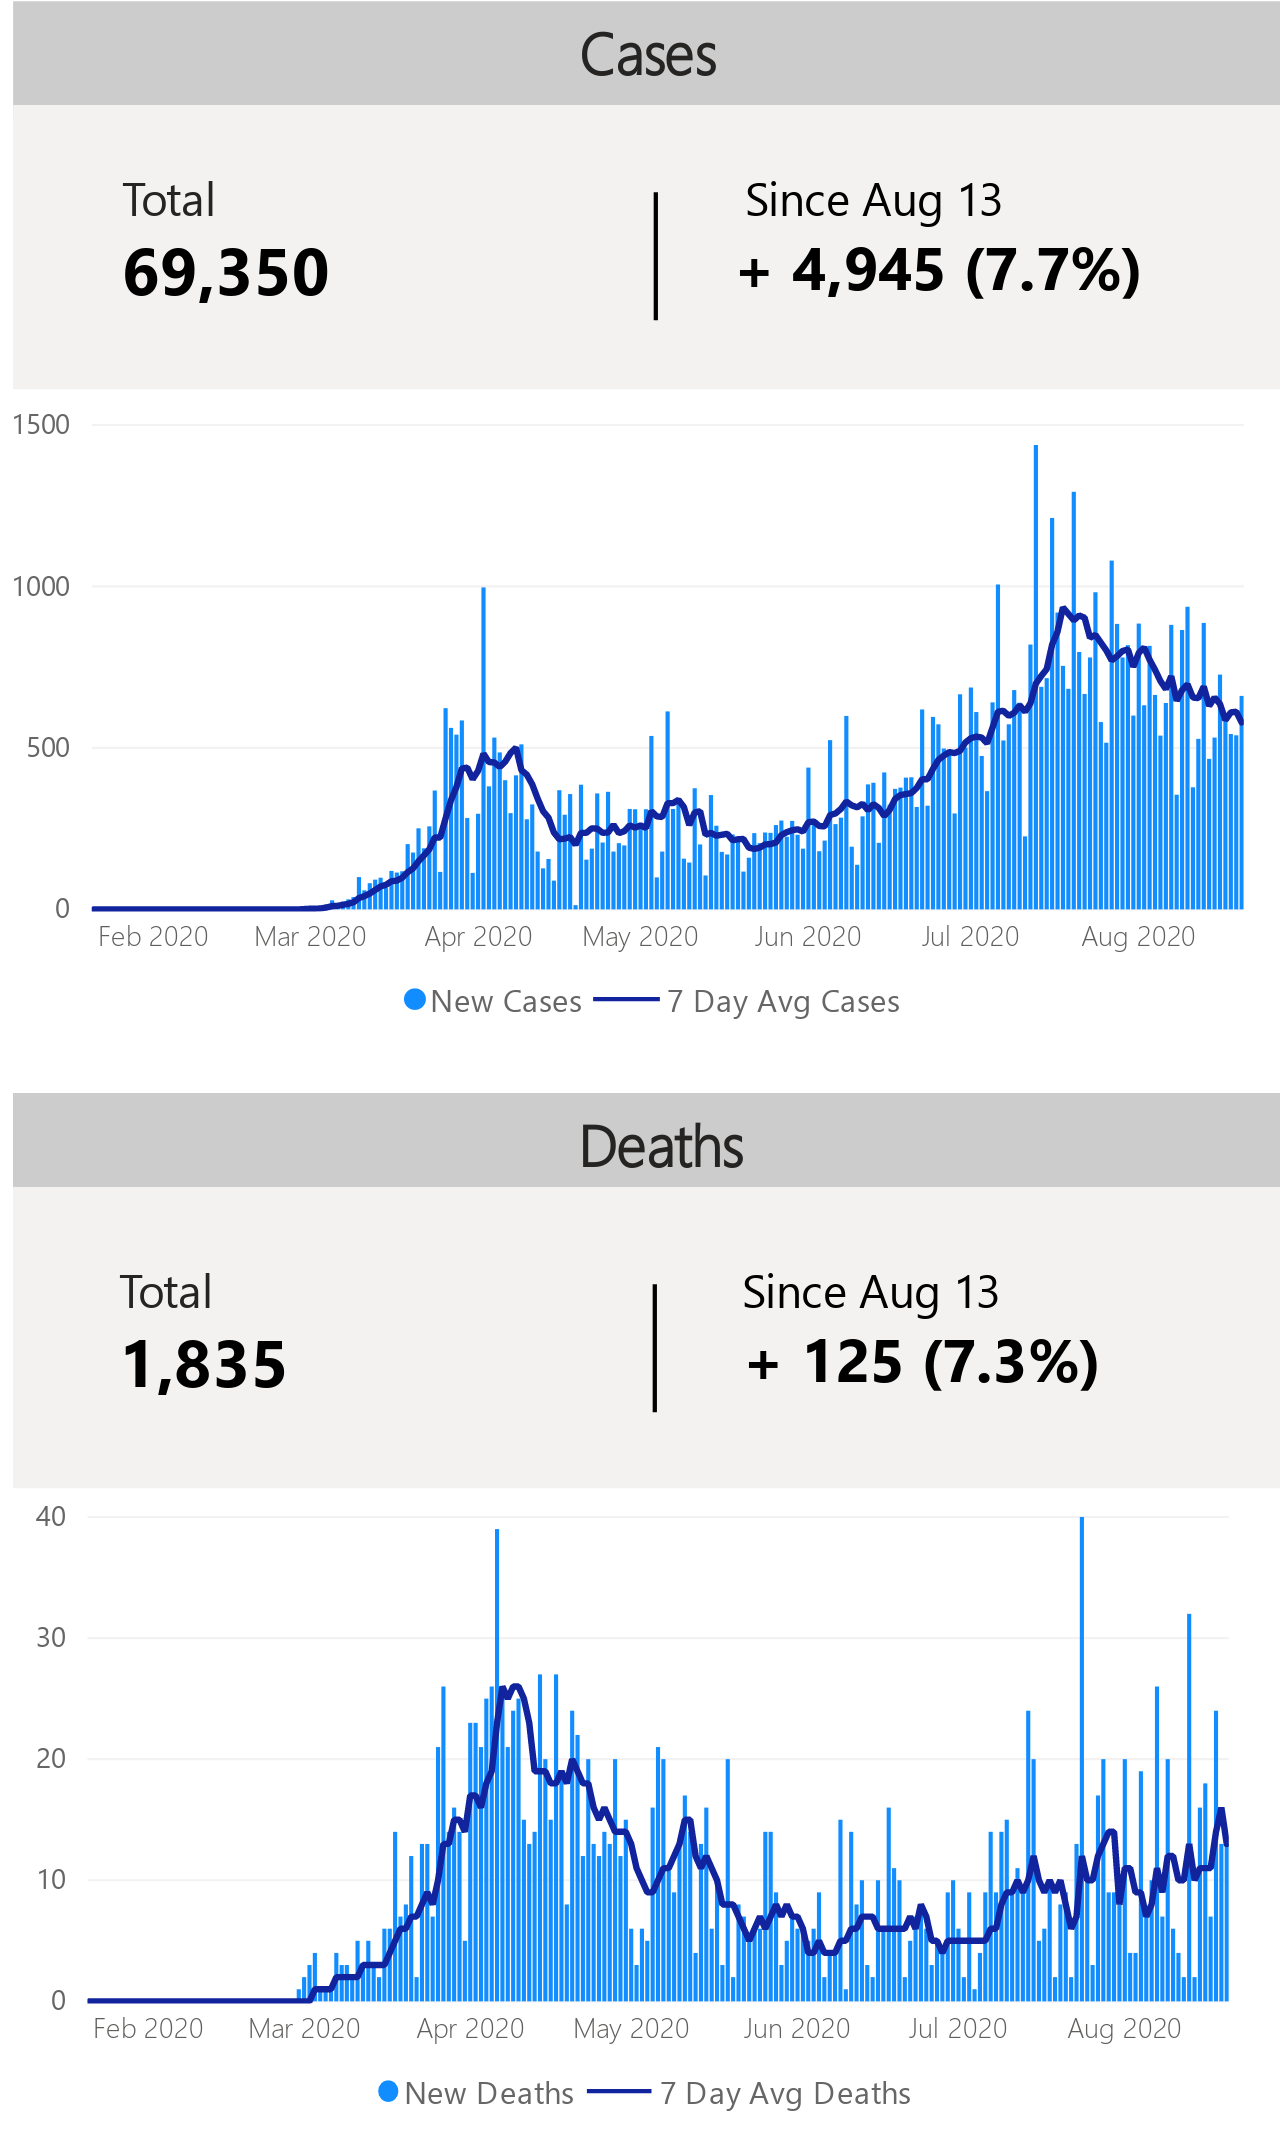 Cases
Total
Since Aug 13
69,350
+ 4,945 (7.7%)
1500
1000
500
0
Feb 2020 Mar 2020 Apr 2020 May 2020 Jun 2020 Jul 2020 Aug 2020
New Cases 7 Day Avg Cases
Deaths
Total
Since Aug 13
1,835
+ 125 (7.3%)
40
30
20
10
0
Feb 2020 Mar 2020 Apr 2020 May 2020 Jun 2020 Jul 2020 Aug 2020
New Deaths 7 Day Avg Deaths